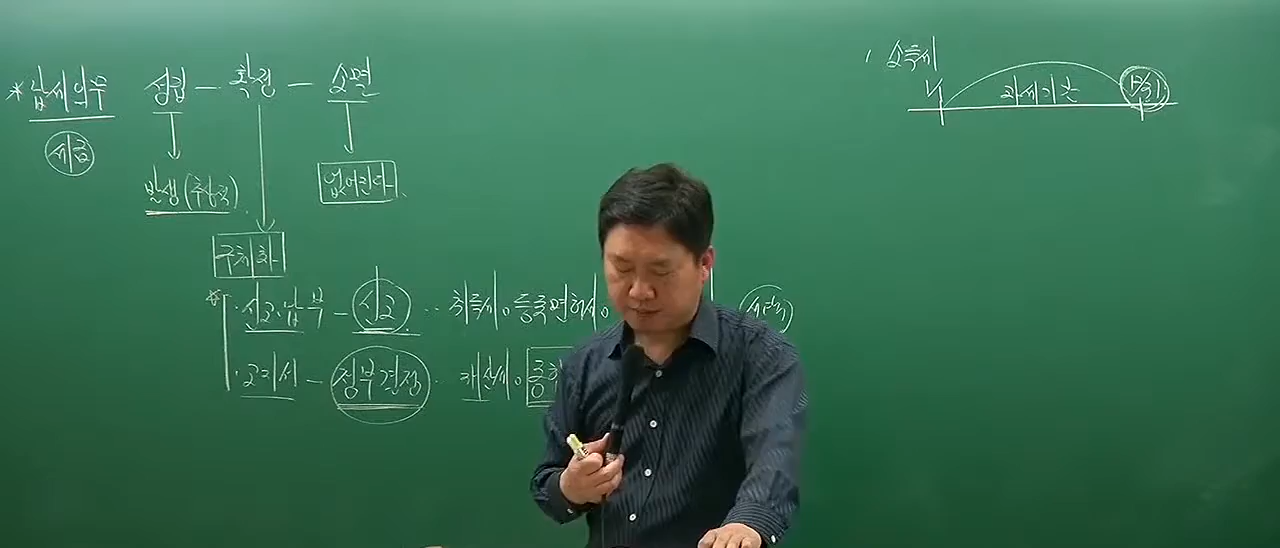 * 납세의무 성립 — 확정 — 소멸
세금
발생(추상적)
없어진다
구체화
* · 신고납부 — 신고 ·· 취득세。등록면허세。
· 고지서 — 정부결정 · 재산세。종합
1 소득세
1/1 과세기간 12/31